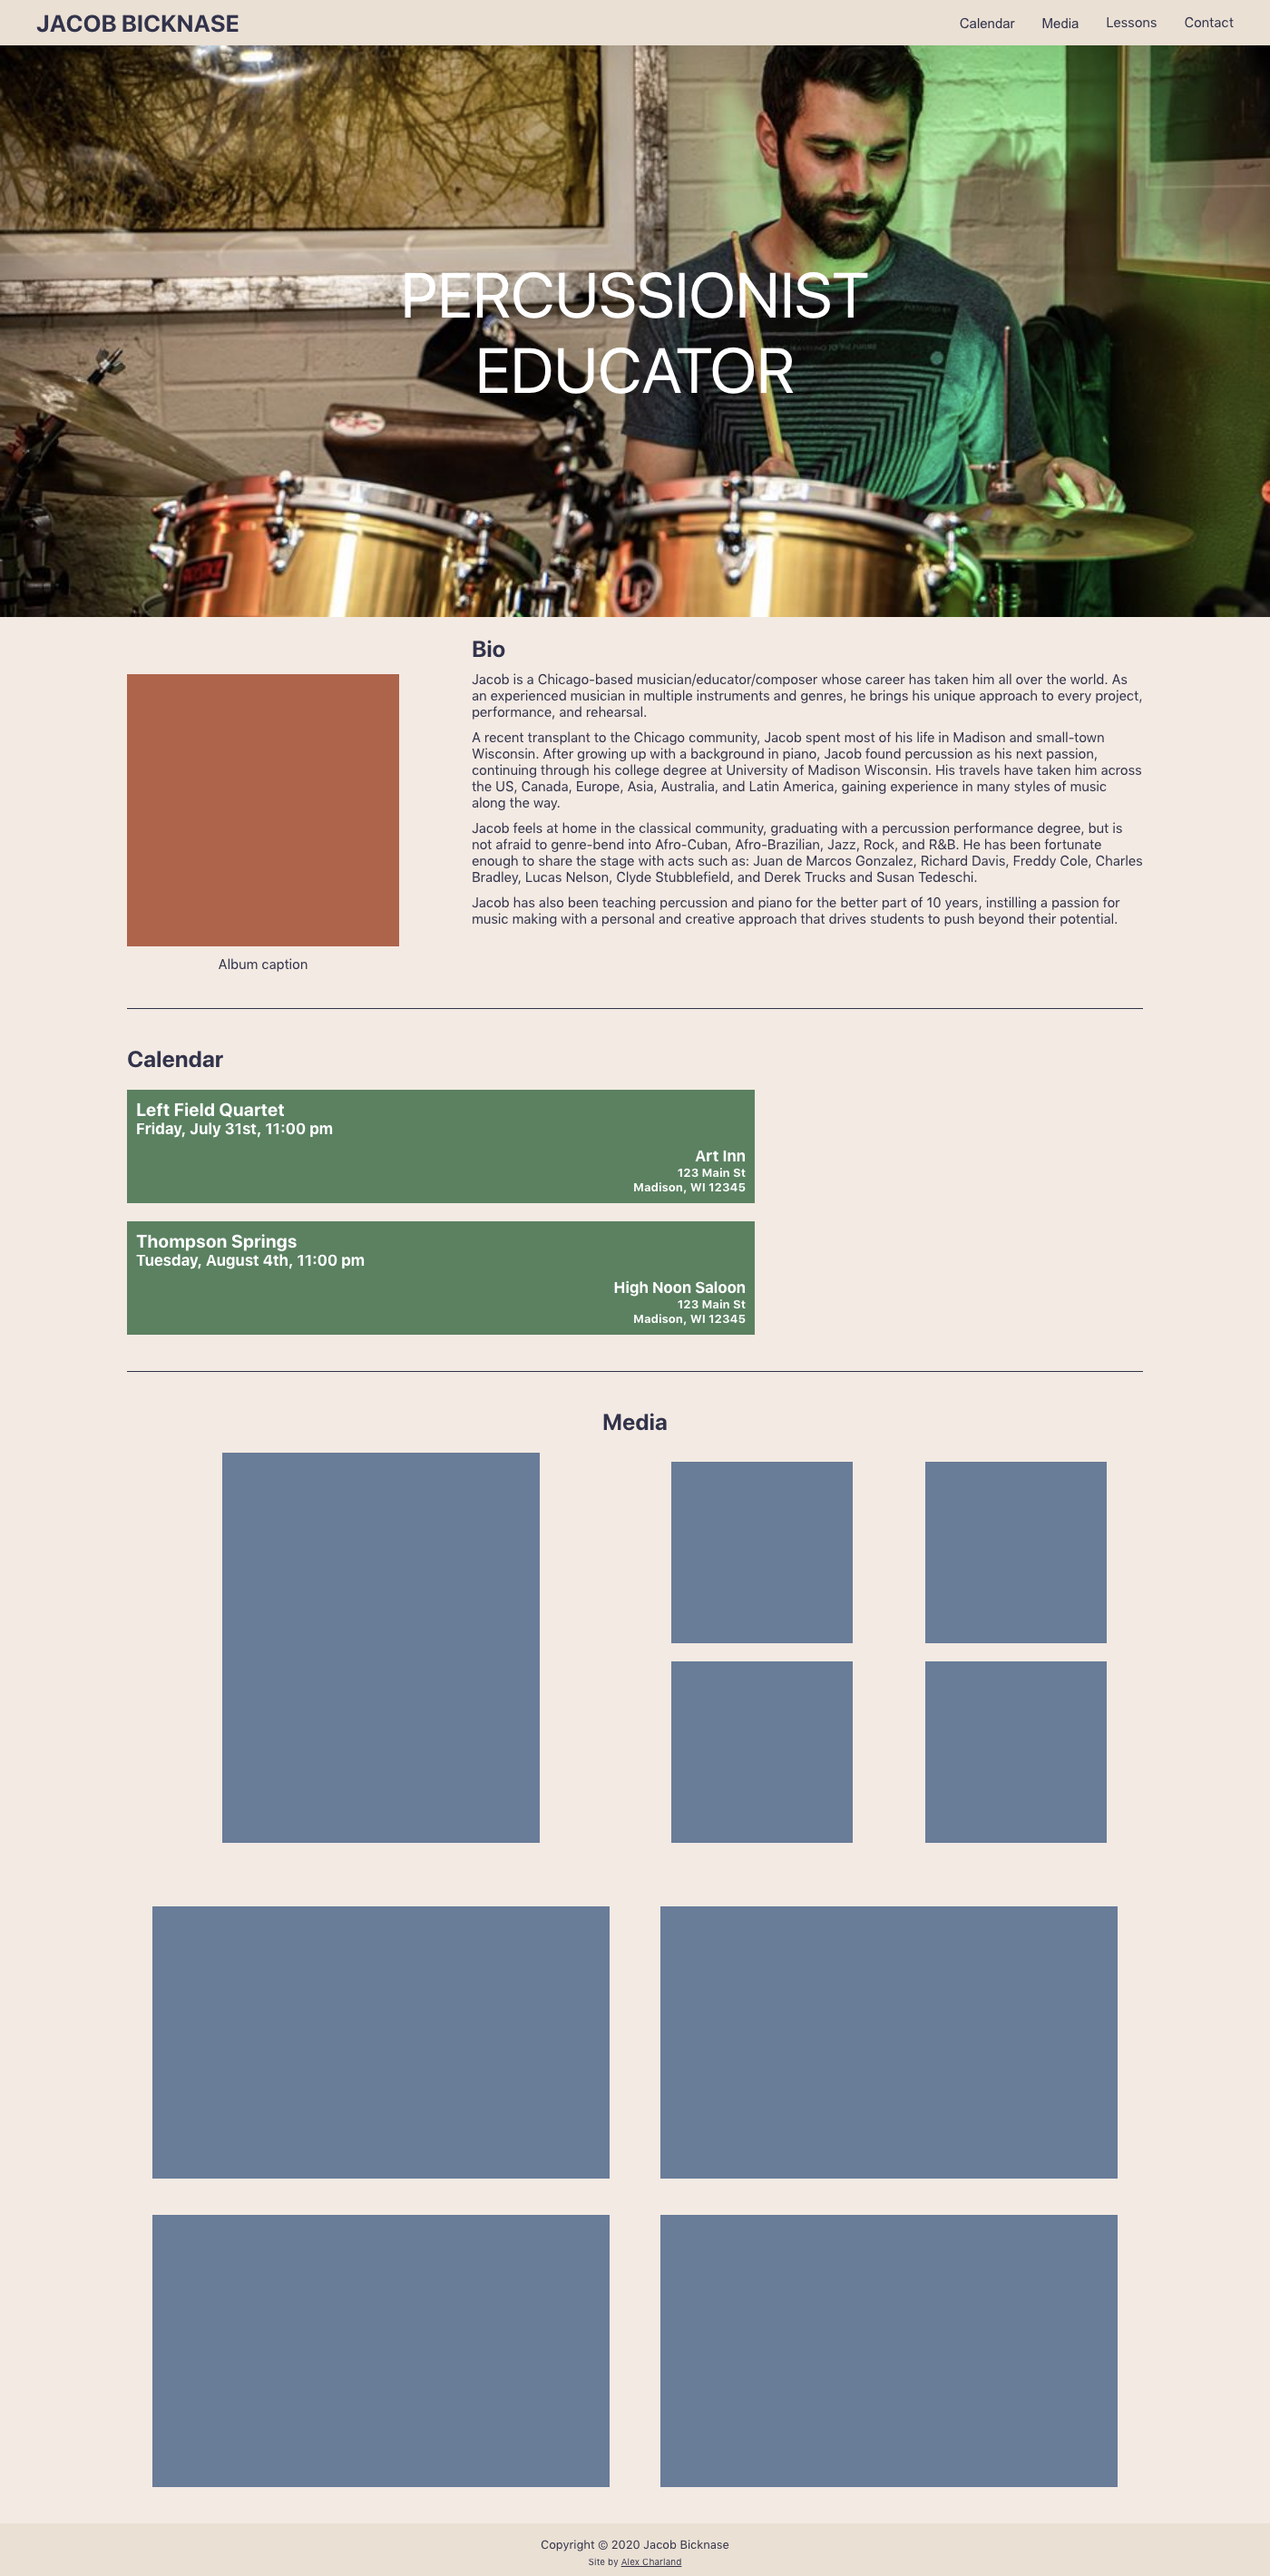 JACOB BICKNASE
Calendar Media Lessons Contact
PERCUSSIONIST
EDUCATOR
Bio
Jacob is a Chicago-based musician/educator/composer whose career has taken him all over the world. As
an experienced musician in multiple instruments and genres, he brings his unique approach to every project,
performance, and rehearsal.
A recent transplant to the Chicago community, Jacob spent most of his life in Madison and small-town
Wisconsin. After growing up with a background in piano, Jacob found percussion as his next passion,
continuing through his college degree at University of Madison Wisconsin. His travels have taken him across
the US, Canada, Europe, Asia, Australia, and Latin America, gaining experience in many styles of music
along the way.
Jacob feels at home in the classical community, graduating with a percussion performance degree, but is
not afraid to genre-bend into Afro-Cuban, Afro-Brazilian, Jazz, Rock, and R&B. He has been fortunate
enough to share the stage with acts such as: Juan de Marcos Gonzalez, Richard Davis, Freddy Cole, Charles
Bradley, Lucas Nelson, Clyde Stubblefield, and Derek Trucks and Susan Tedeschi.
Jacob has also been teaching percussion and piano for the better part of 10 years, instilling a passion for
music making with a personal and creative approach that drives students to push beyond their potential.
Album caption
Calendar
Left Field Quartet
Friday, July 31st, 11:00 pm
Art Inn
123 Main St
Madison, WI 12345
Thompson Springs
Tuesday, August 4th, 11:00 pm
High Noon Saloon
123 Main St
Madison, WI 12345
Media
Copyright © 2020 Jacob Bicknase
Site by Alex Charland